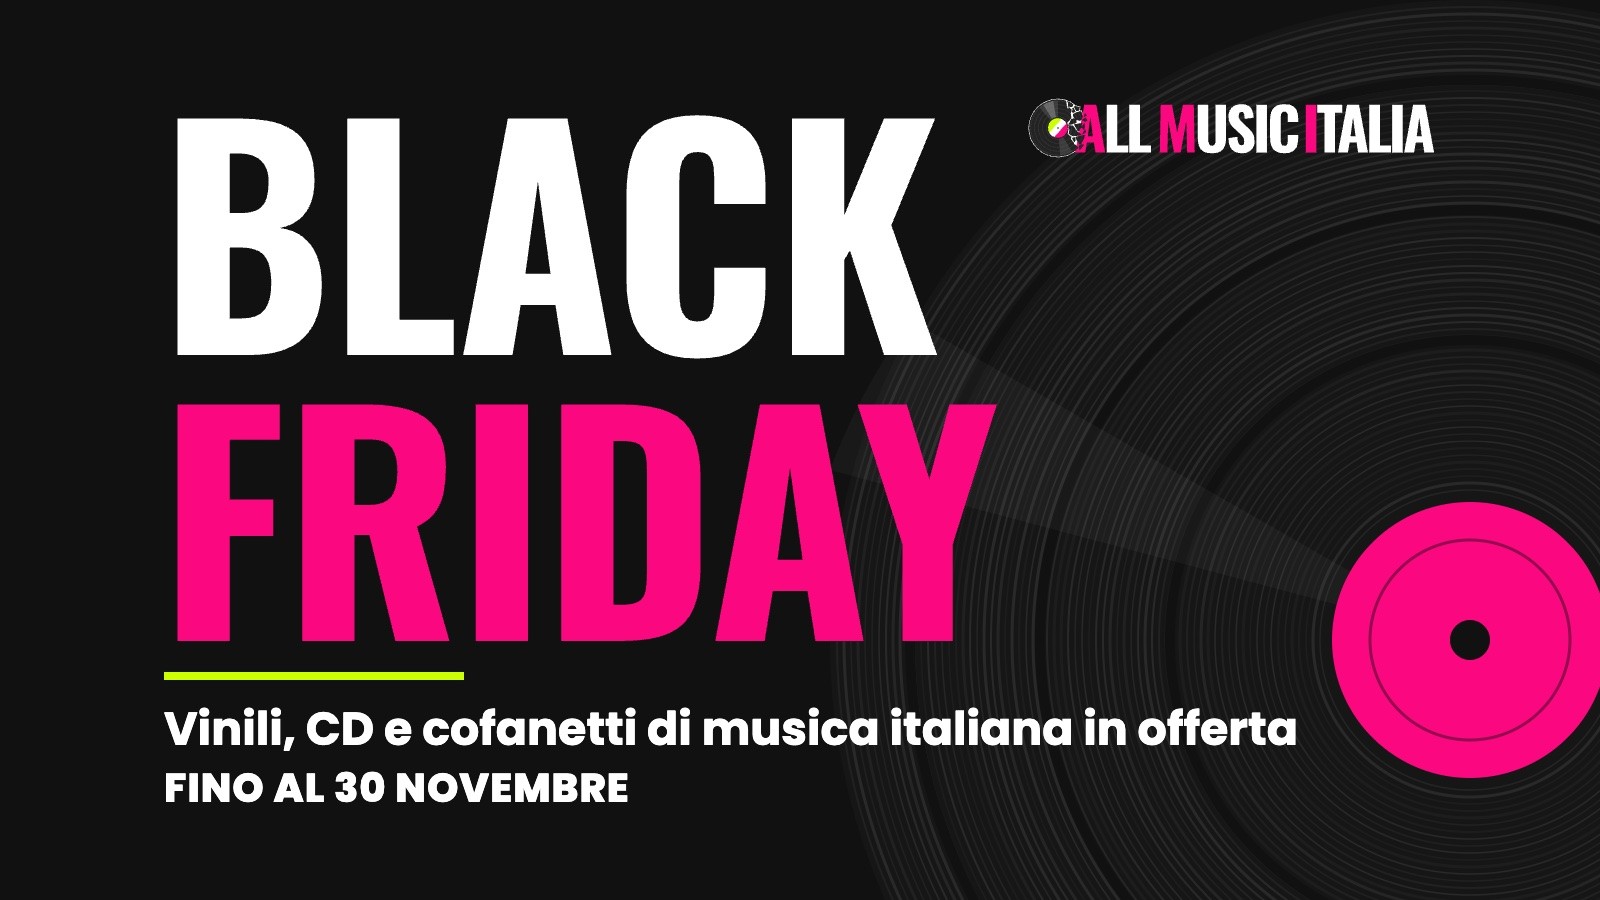 BLACK
ALL MUSIC ITALIA
FRIDAY
Vinili, CD e cofanetti di musica italiana in offerta
FINO AL 30 NOVEMBRE